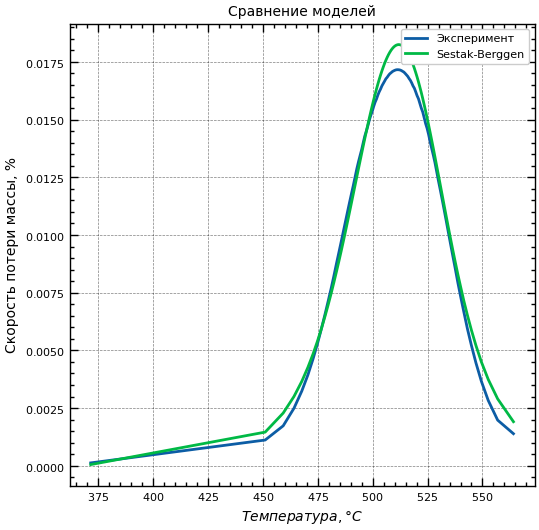 Сравнение моделей
Эксперимент
Sestak-Berggen
Скорость потери массы, %
0.0175
0.0150
0.0125
0.0100
0.0075
0.0050
0.0025
0.0000
375 400 425 450 475 500 525 550
Температура, °C